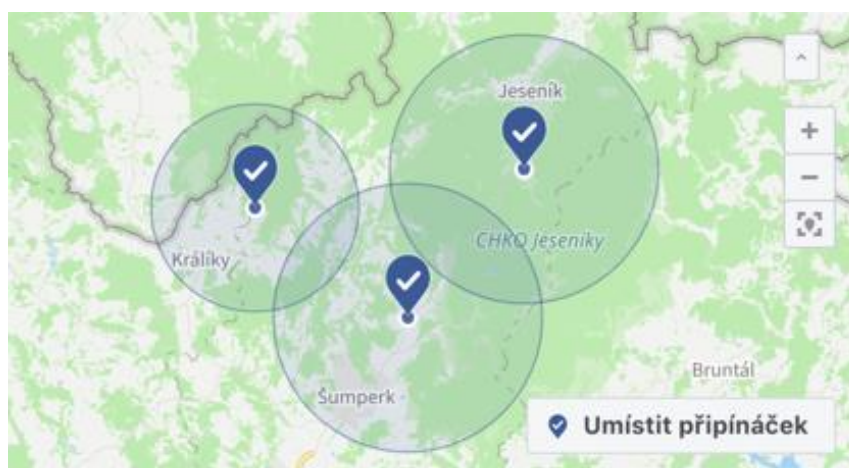 Jeseník
CHKO Jeseníky
Králíky
Bruntál
Šumperk
Umístit připínáček